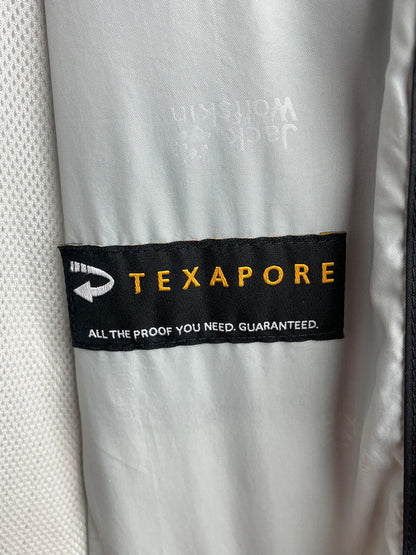 Jack
Wolfskin
TEXAPORE
ALL THE PROOF YOU NEED. GUARANTEED.